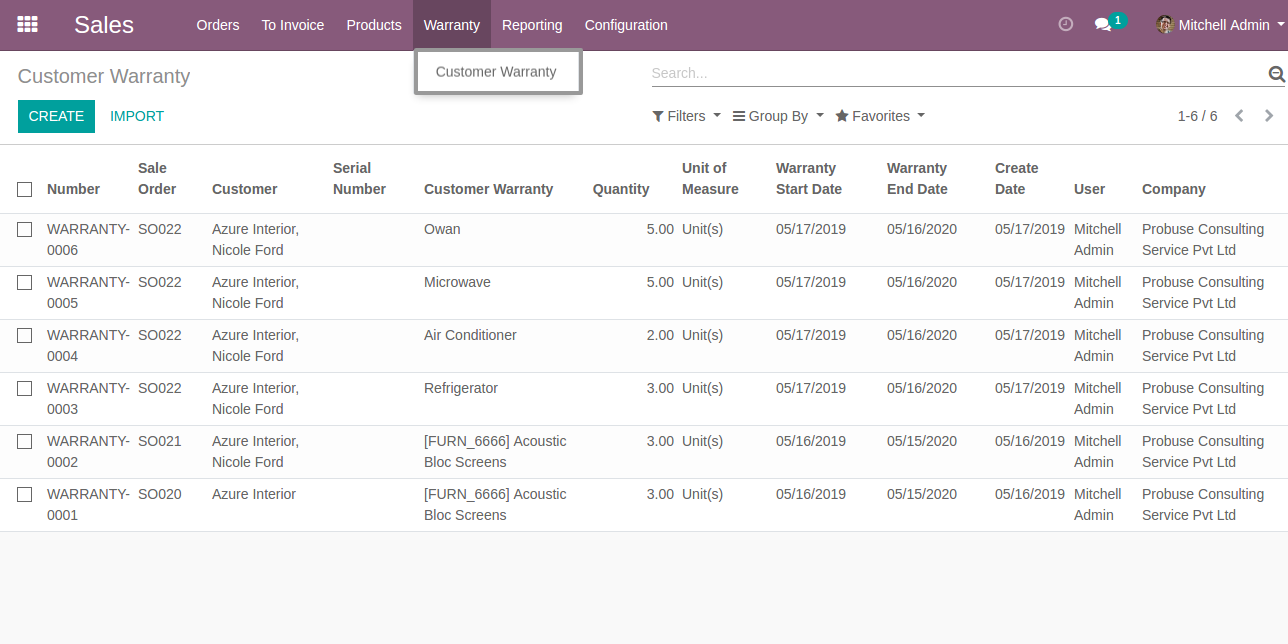 Sales Orders To Invoice Products Warranty Reporting Configuration 1 Mitchell Admin
Customer Warranty
Customer Warranty Search...
CREATE IMPORT Filters Group By Favorites 1-6 / 6
Sale Serial Unit of Warranty Warranty Create
Number Order Customer Number Customer Warranty Quantity Measure Start Date End Date Date User Company
WARRANTY- SO022 Azure Interior, Owan 5.00 Unit(s) 05/17/2019 05/16/2020 05/17/2019 Mitchell Probuse Consulting
0006 Nicole Ford Admin Service Pvt Ltd
WARRANTY- SO022 Azure Interior, Microwave 5.00 Unit(s) 05/17/2019 05/16/2020 05/17/2019 Mitchell Probuse Consulting
0005 Nicole Ford Admin Service Pvt Ltd
WARRANTY- SO022 Azure Interior, Air Conditioner 2.00 Unit(s) 05/17/2019 05/16/2020 05/17/2019 Mitchell Probuse Consulting
0004 Nicole Ford Admin Service Pvt Ltd
WARRANTY- SO022 Azure Interior, Refrigerator 3.00 Unit(s) 05/17/2019 05/16/2020 05/17/2019 Mitchell Probuse Consulting
0003 Nicole Ford Admin Service Pvt Ltd
WARRANTY- SO021 Azure Interior, [FURN_6666] Acoustic 3.00 Unit(s) 05/16/2019 05/15/2020 05/16/2019 Mitchell Probuse Consulting
0002 Nicole Ford Bloc Screens Admin Service Pvt Ltd
WARRANTY- SO020 Azure Interior [FURN_6666] Acoustic 3.00 Unit(s) 05/16/2019 05/15/2020 05/16/2019 Mitchell Probuse Consulting
0001 Bloc Screens Admin Service Pvt Ltd